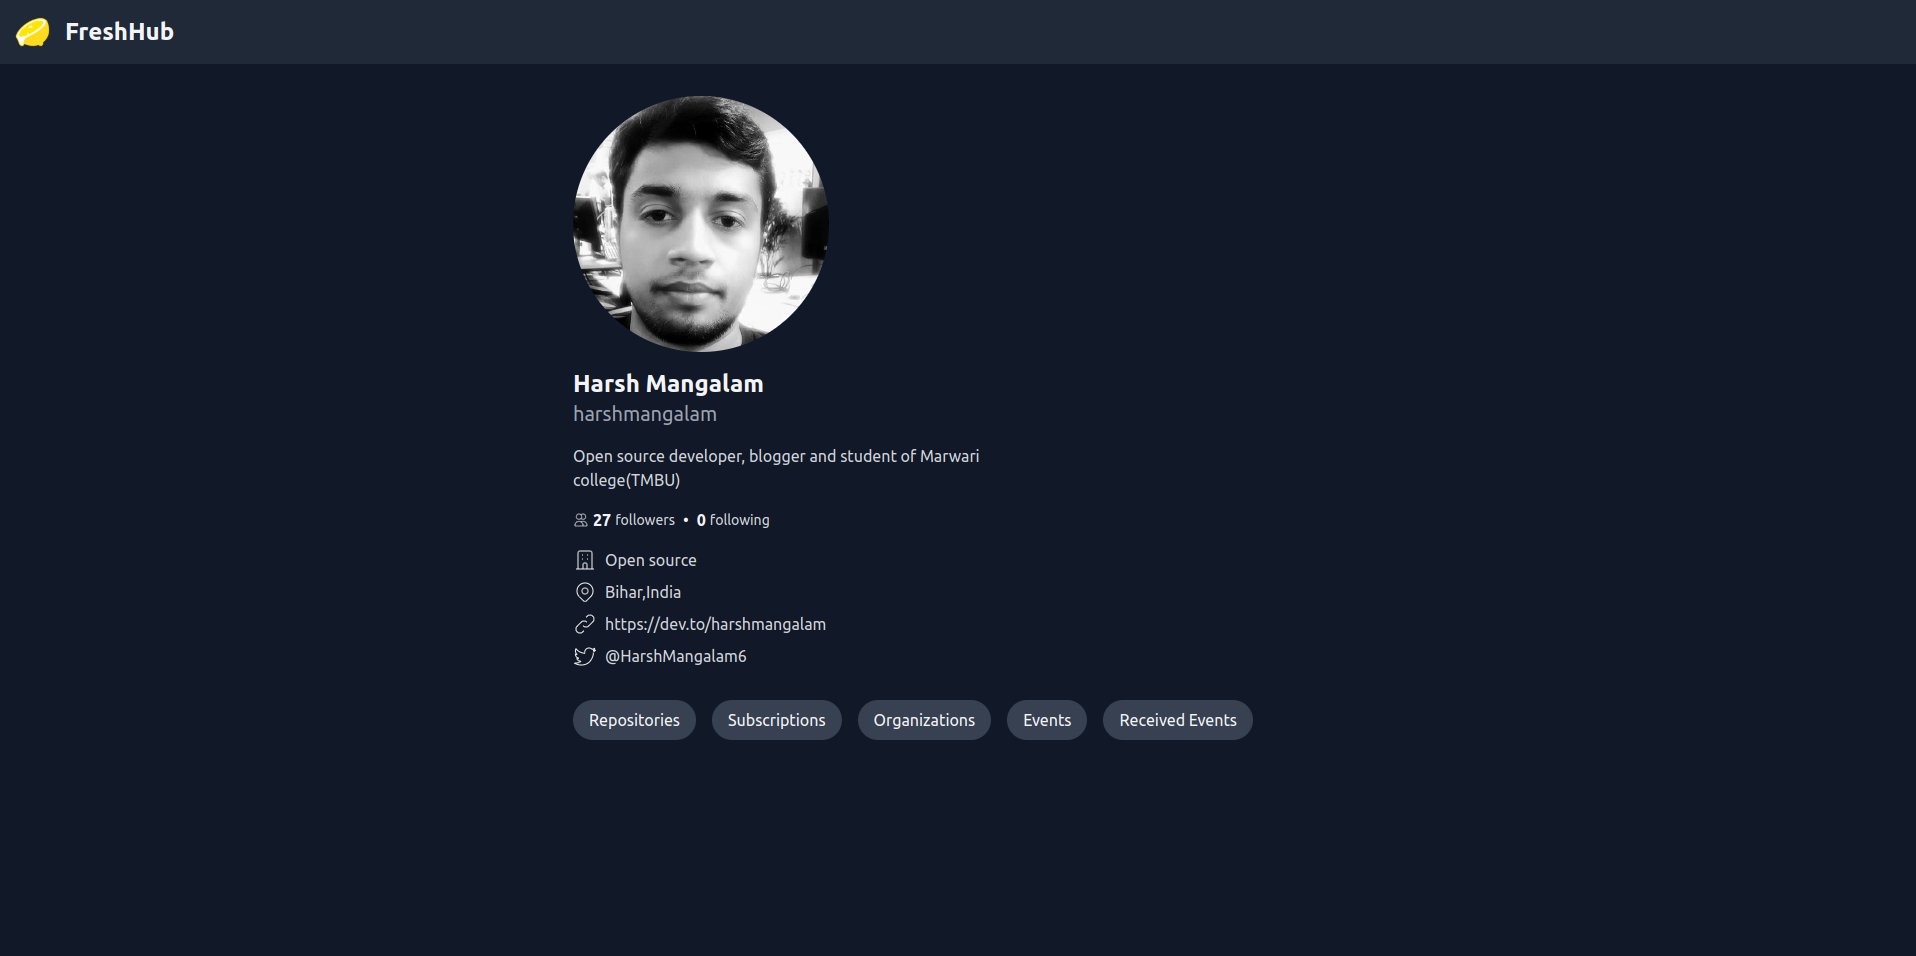 FreshHub
Harsh Mangalam
harshmangalam
Open source developer, blogger and student of Marwari
college(TMBU)
27 followers • 0 following
Open source
Bihar,India
https://dev.to/harshmangalam
@HarshMangalam6
Repositories Subscriptions Organizations Events Received Events